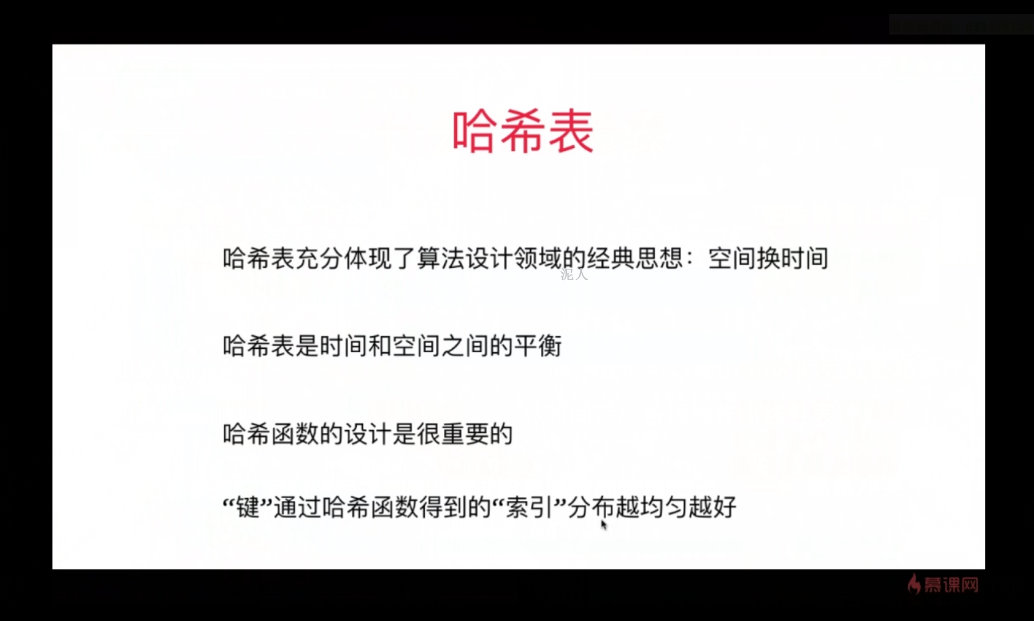 哈希表
哈希表充分体现了算法设计领域的经典思想：空间换时间
泥人
哈希表是时间和空间之间的平衡
哈希函数的设计是很重要的
“键”通过哈希函数得到的“索引”分布越均匀越好
慕课网